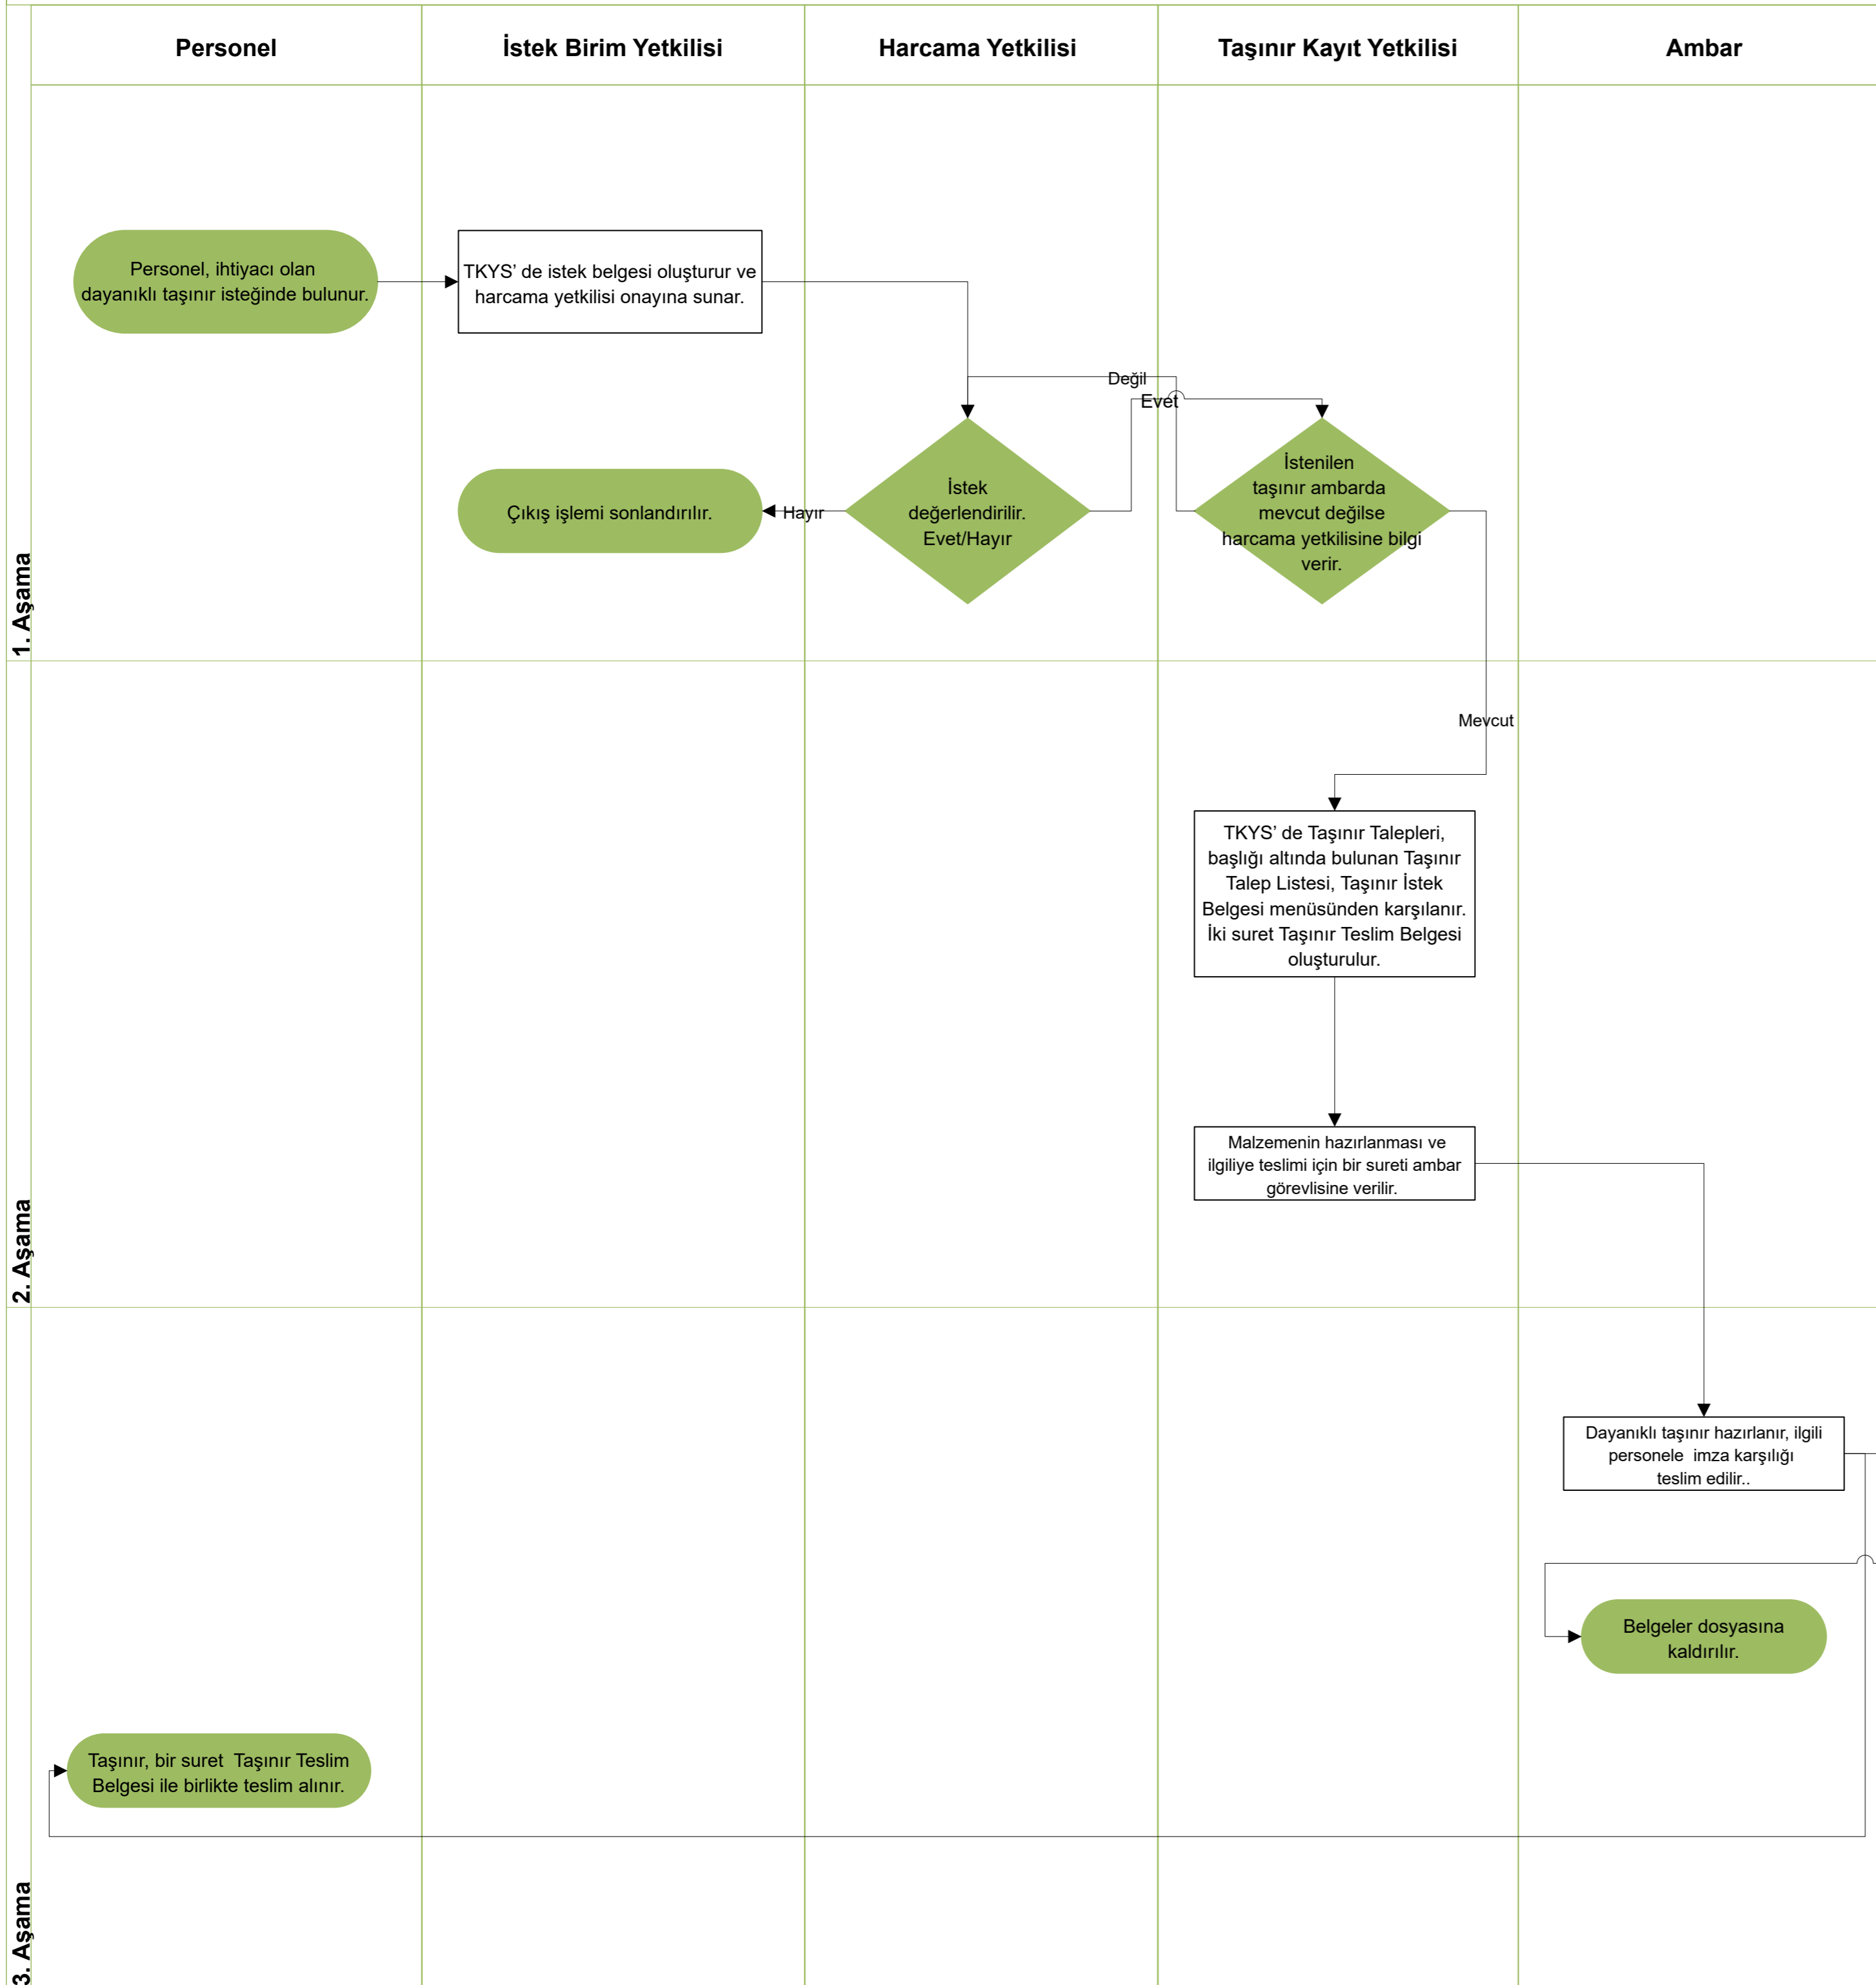 Personel
İstek Birim Yetkilisi
Harcama Yetkilisi
Taşınır Kayıt Yetkilisi
Ambar
1. Aşama
Personel, ihtiyacı olan
dayanıklı taşınır isteğinde bulunur.
TKYS’ de istek belgesi oluşturur ve
harcama yetkilisi onayına sunar.
Değil
Evet
Çıkış işlemi sonlandırılır.
Hayır
İstek
değerlendirilir.
Evet/Hayır
İstenilen
taşınır ambarda
mevcut değilse
harcama yetkilisine bilgi
verir.
2. Aşama
Mevcut
TKYS’ de Taşınır Talepleri,
başlığı altında bulunan Taşınır
Talep Listesi, Taşınır İstek
Belgesi menüsünden karşılanır.
İki suret Taşınır Teslim Belgesi
oluşturulur.
Malzemenin hazırlanması ve
ilgiliye teslimi için bir sureti ambar
görevlisine verilir.
3. Aşama
Dayanıklı taşınır hazırlanır, ilgili
personele  imza karşılığı
teslim edilir..
Belgeler dosyasına
kaldırılır.
Taşınır, bir suret  Taşınır Teslim
Belgesi ile birlikte teslim alınır.